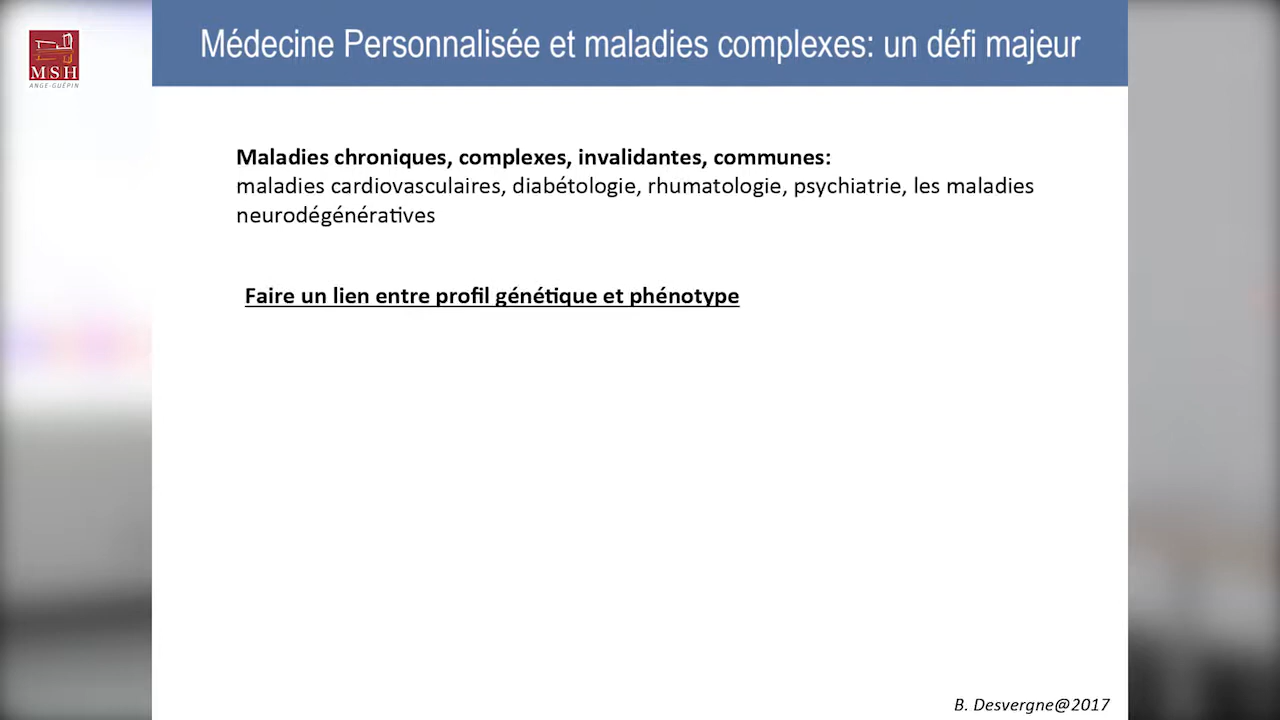 MSH
ANGE-GUÉPIN
Médecine Personnalisée et maladies complexes: un défi majeur
Maladies chroniques, complexes, invalidantes, communes:
maladies cardiovasculaires, diabétologie, rhumatologie, psychiatrie, les maladies
neurodégénératives
Faire un lien entre profil génétique et phénotype
B. Desvergne@2017